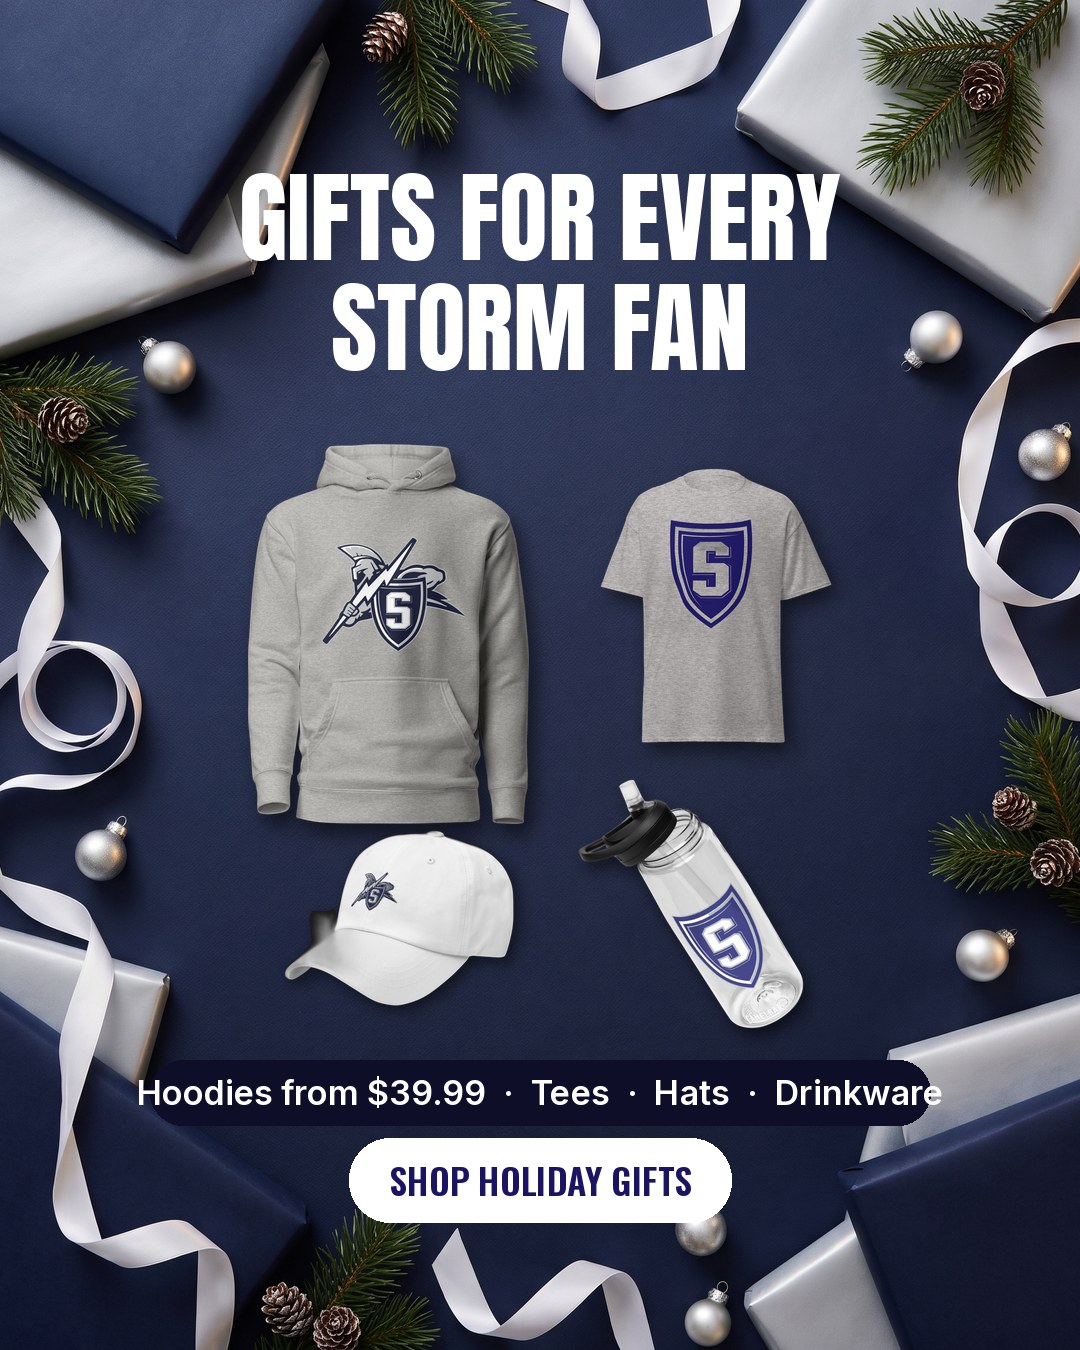 GIFTS FOR EVERY
STORM FAN
S
S
S
S
Hoodies from $39.99 · Tees · Hats · Drinkware
SHOP HOLIDAY GIFTS